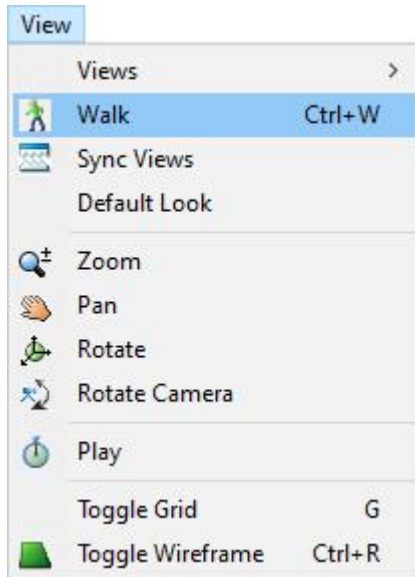 View
Views >
Walk Ctrl+W
Sync Views
Default Look
Zoom
Pan
Rotate
Rotate Camera
Play
Toggle Grid G
Toggle Wireframe Ctrl+R